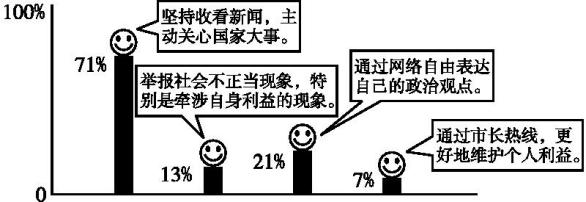 100%
坚持收看新闻，主
动关心国家大事。
71%
举报社会不正当现象，特
别是牵涉自身利益的现象。
13%
通过网络自由表达
自己的政治观点。
21%
通过市长热线，更
好地维护个人利益。
7%
0